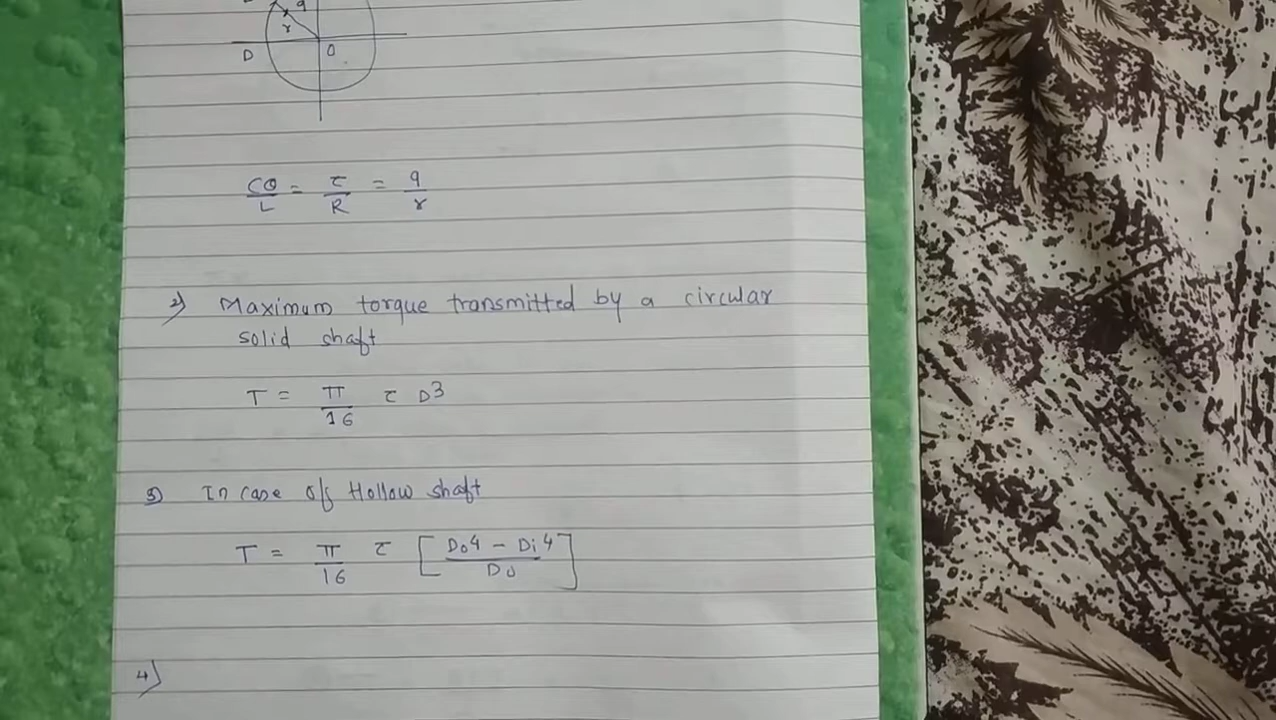 q
r
D
O
Cθ/L = τ/R = q/r
2) Maximum torque transmitted by a circular
solid shaft
T = π/16 τ D³
3) In case of Hollow shaft
T = π/16 τ [Do⁴ - Di⁴/Do]
4)